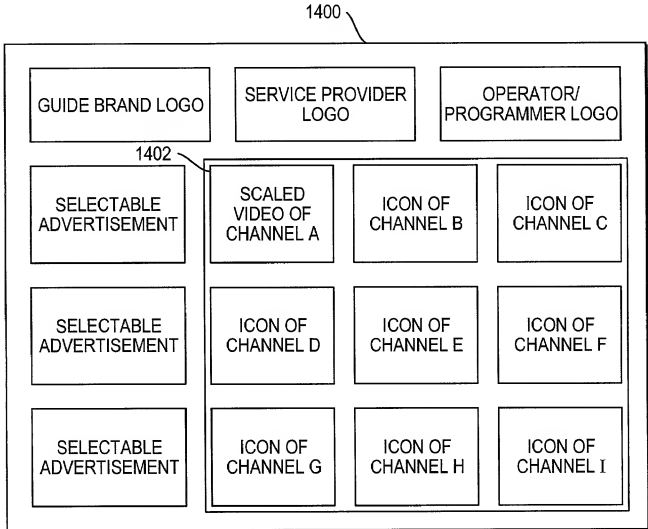 1400
GUIDE BRAND LOGO
SERVICE PROVIDER
LOGO
OPERATOR/
PROGRAMMER LOGO
1402
SELECTABLE
ADVERTISEMENT
SCALED
VIDEO OF
CHANNEL A
ICON OF
CHANNEL B
ICON OF
CHANNEL C
SELECTABLE
ADVERTISEMENT
ICON OF
CHANNEL D
ICON OF
CHANNEL E
ICON OF
CHANNEL F
SELECTABLE
ADVERTISEMENT
ICON OF
CHANNEL G
ICON OF
CHANNEL H
ICON OF
CHANNEL I